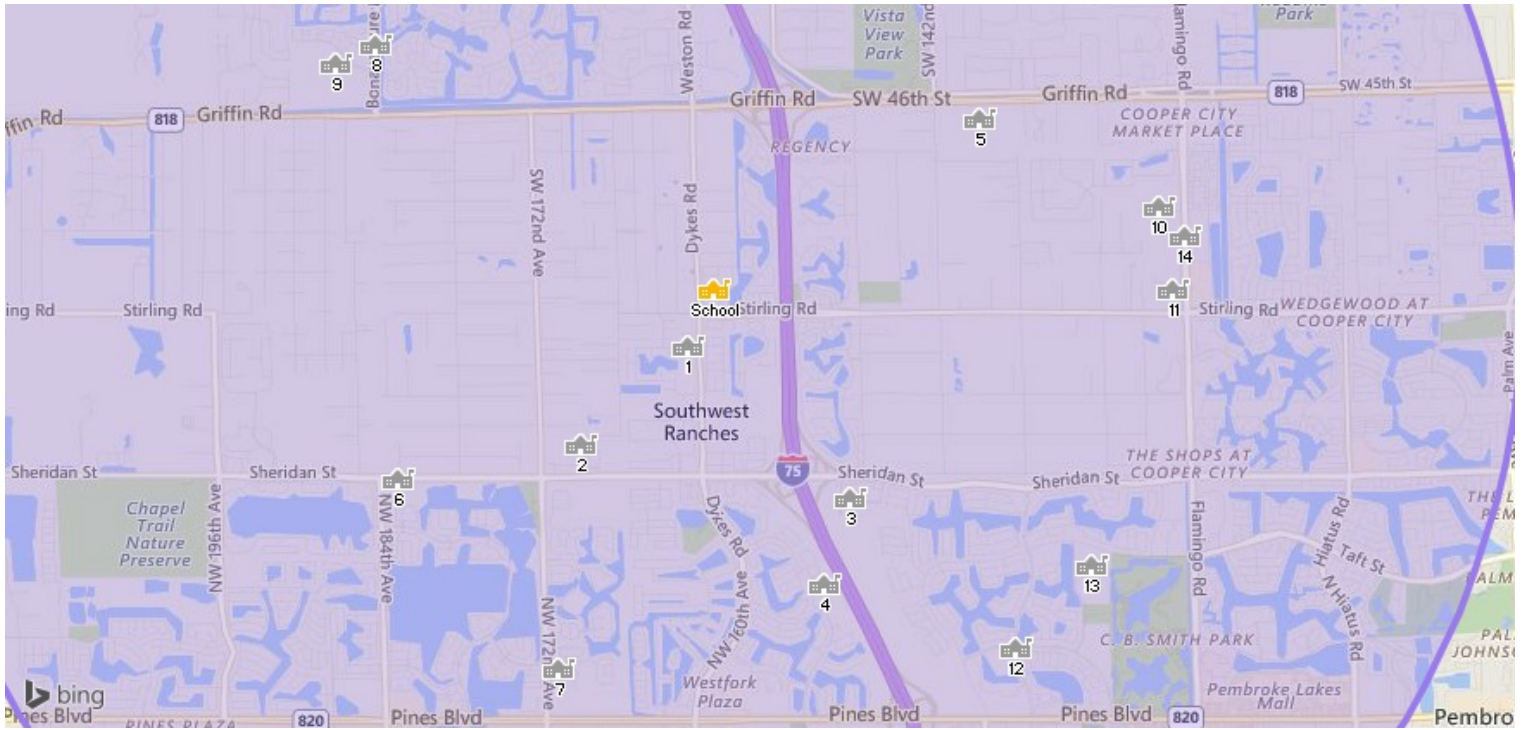 Vista
View
Park
Park
SW 142nd
Flamingo Rd
Weston Rd
9
8
Griffin Rd
SW 46th St
Griffin Rd
818
SW 45th St
818
Griffin Rd
COOPER CITY
MARKET PLACE
REGENCY
5
SW 172nd Ave
Dykes Rd
10
14
School
Stirling Rd
11
Stirling Rd
WEDGEWOOD AT
COOPER CITY
ing Rd
Stirling Rd
1
Palm Ave
Southwest
Ranches
2
Sheridan St
Sheridan St
6
75
Sheridan St
Sheridan St
THE SHOPS AT
COOPER CITY
3
Chapel
Trail
Nature
Preserve
NW 196th Ave
NW 184th Ave
Dykes Rd
Flamingo Rd
Hiatus Rd
Taft St
13
4
NW 172nd Ave
NW 160th Ave
N Hiatus Rd
C. B. SMITH PARK
12
7
Westfork
Plaza
Pembroke Lakes
Mall
bing
Pines Blvd
PINES PLAZA
820
Pines Blvd
Pines Blvd
Pines Blvd
820
Pembro